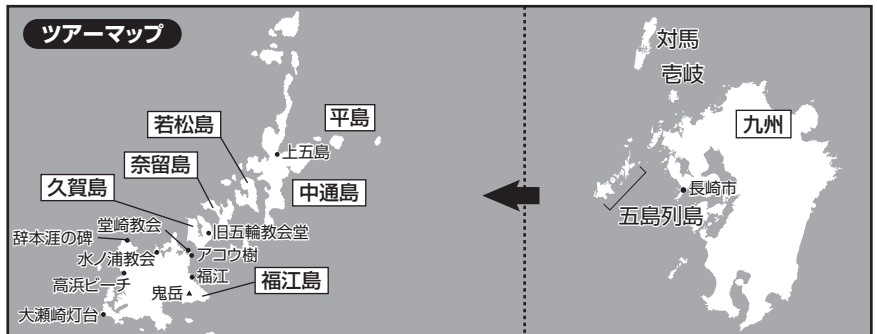 ツアーマップ
若松島
平島
上五島
奈留島
中通島
久賀島
堂崎教会
旧五輪教会堂
辞本涯の碑
アコウ樹
水ノ浦教会
福江
高浜ビーチ
鬼岳
福江島
大瀬崎灯台
対馬
壱岐
九州
長崎市
五島列島